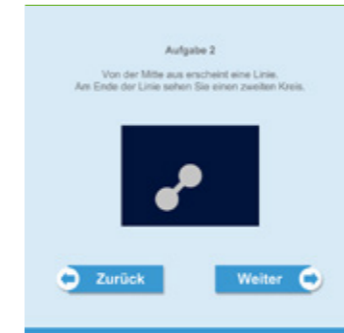 Aufgabe 2
Von der Mitte aus erscheint eine Linie.
Am Ende der Linie sehen Sie einen zweiten Kreis.
Zurück
Weiter